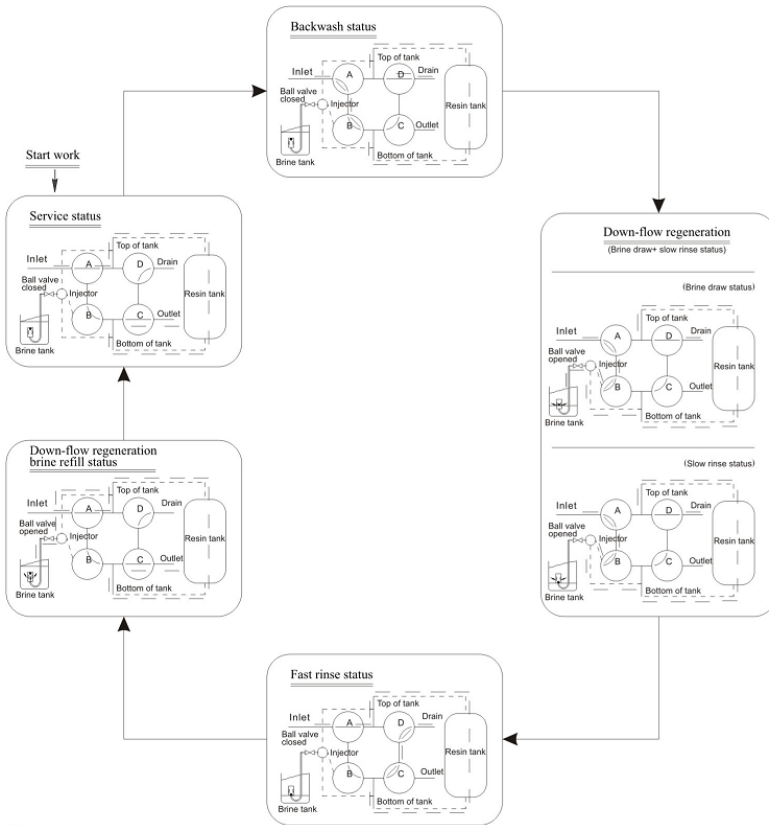 Backwash status
Top of tank
Inlet
A
D
Drain
Ball valve
closed
Injector
Resin tank
B
C
Outlet
Brine tank
Bottom of tank
Start work
Service status
Top of tank
Inlet
A
D
Drain
Ball valve
closed
Injector
Resin tank
B
C
Outlet
Brine tank
Bottom of tank
Down-flow regeneration
(Brine draw+ slow rinse status)
(Brine draw status)
Top of tank
Inlet
A
D
Drain
Ball valve
opened
Injector
Resin tank
B
C
Outlet
Brine tank
Bottom of tank
(Slow rinse status)
Top of tank
Inlet
A
D
Drain
Ball valve
opened
Injector
Resin tank
B
C
Outlet
Brine tank
Bottom of tank
Down-flow regeneration
brine refill status
Top of tank
Inlet
A
D
Drain
Ball valve
opened
Injector
Resin tank
B
C
Outlet
Brine tank
Bottom of tank
Fast rinse status
Top of tank
Inlet
A
D
Drain
Ball valve
closed
Injector
Resin tank
B
C
Outlet
Brine tank
Bottom of tank